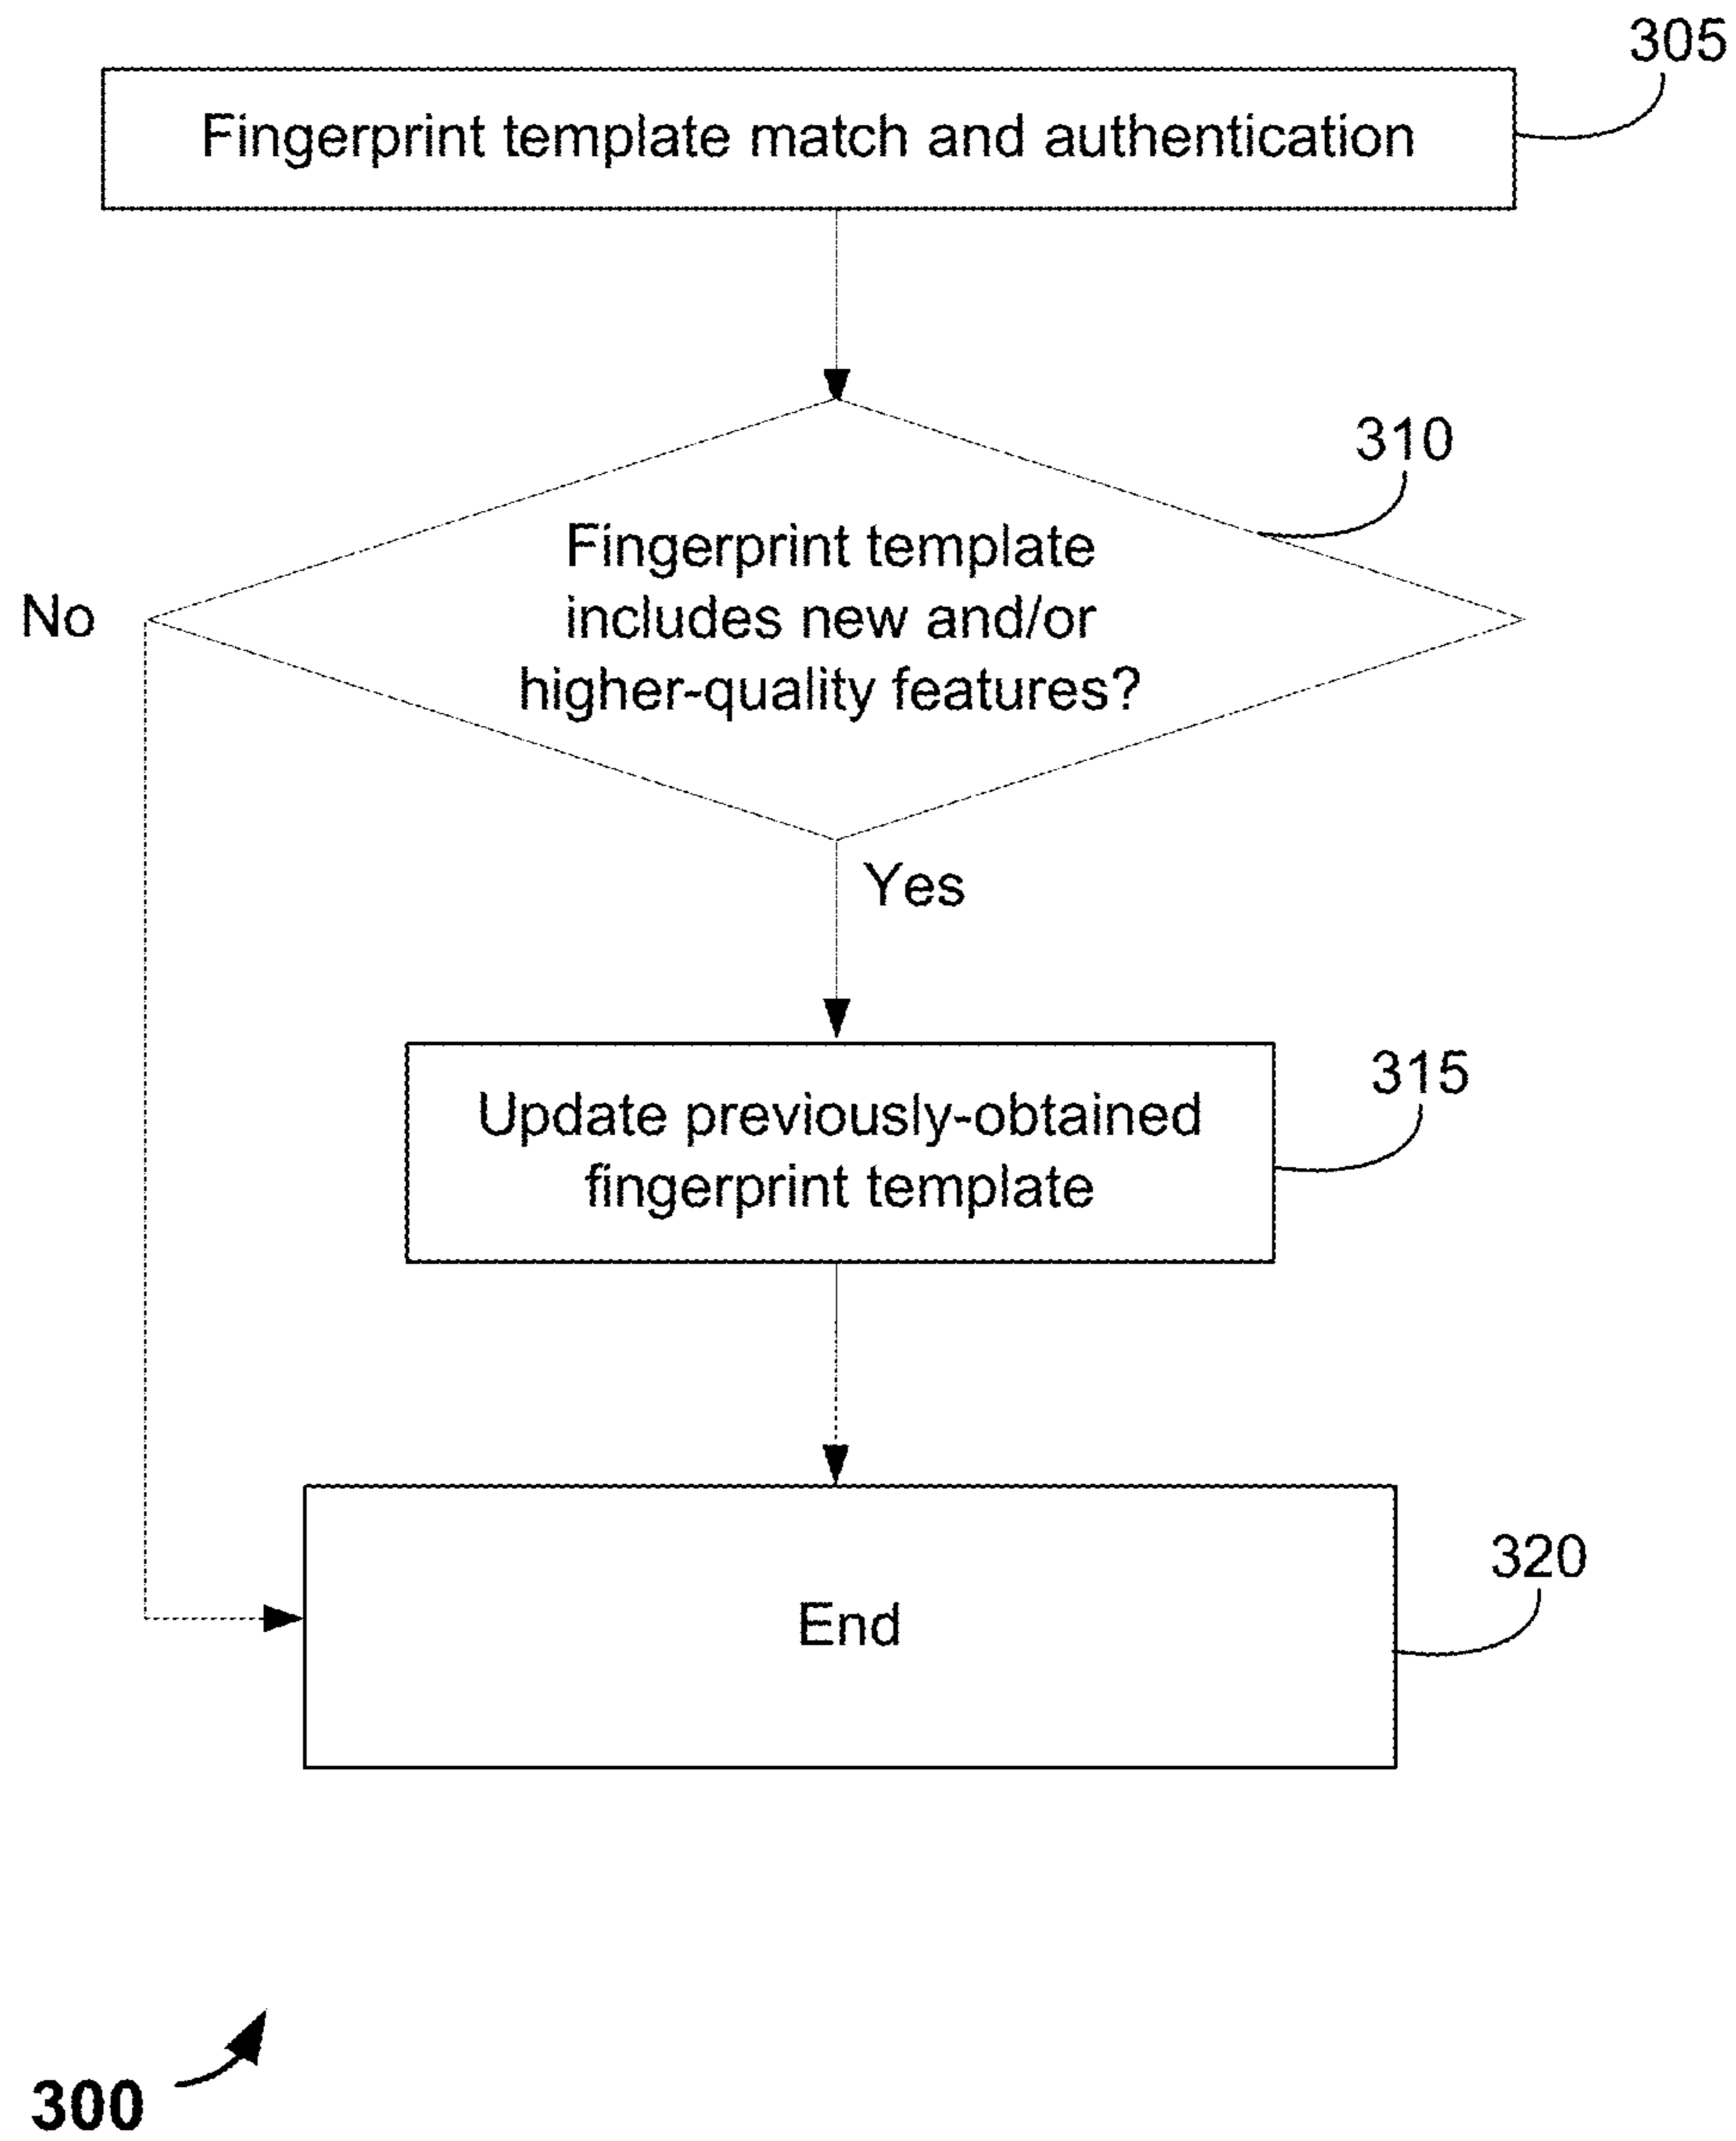 305
Fingerprint template match and authentication
310
Fingerprint template
includes new and/or
higher-quality features?
No
Yes
315
Update previously-obtained
fingerprint template
320
End
300